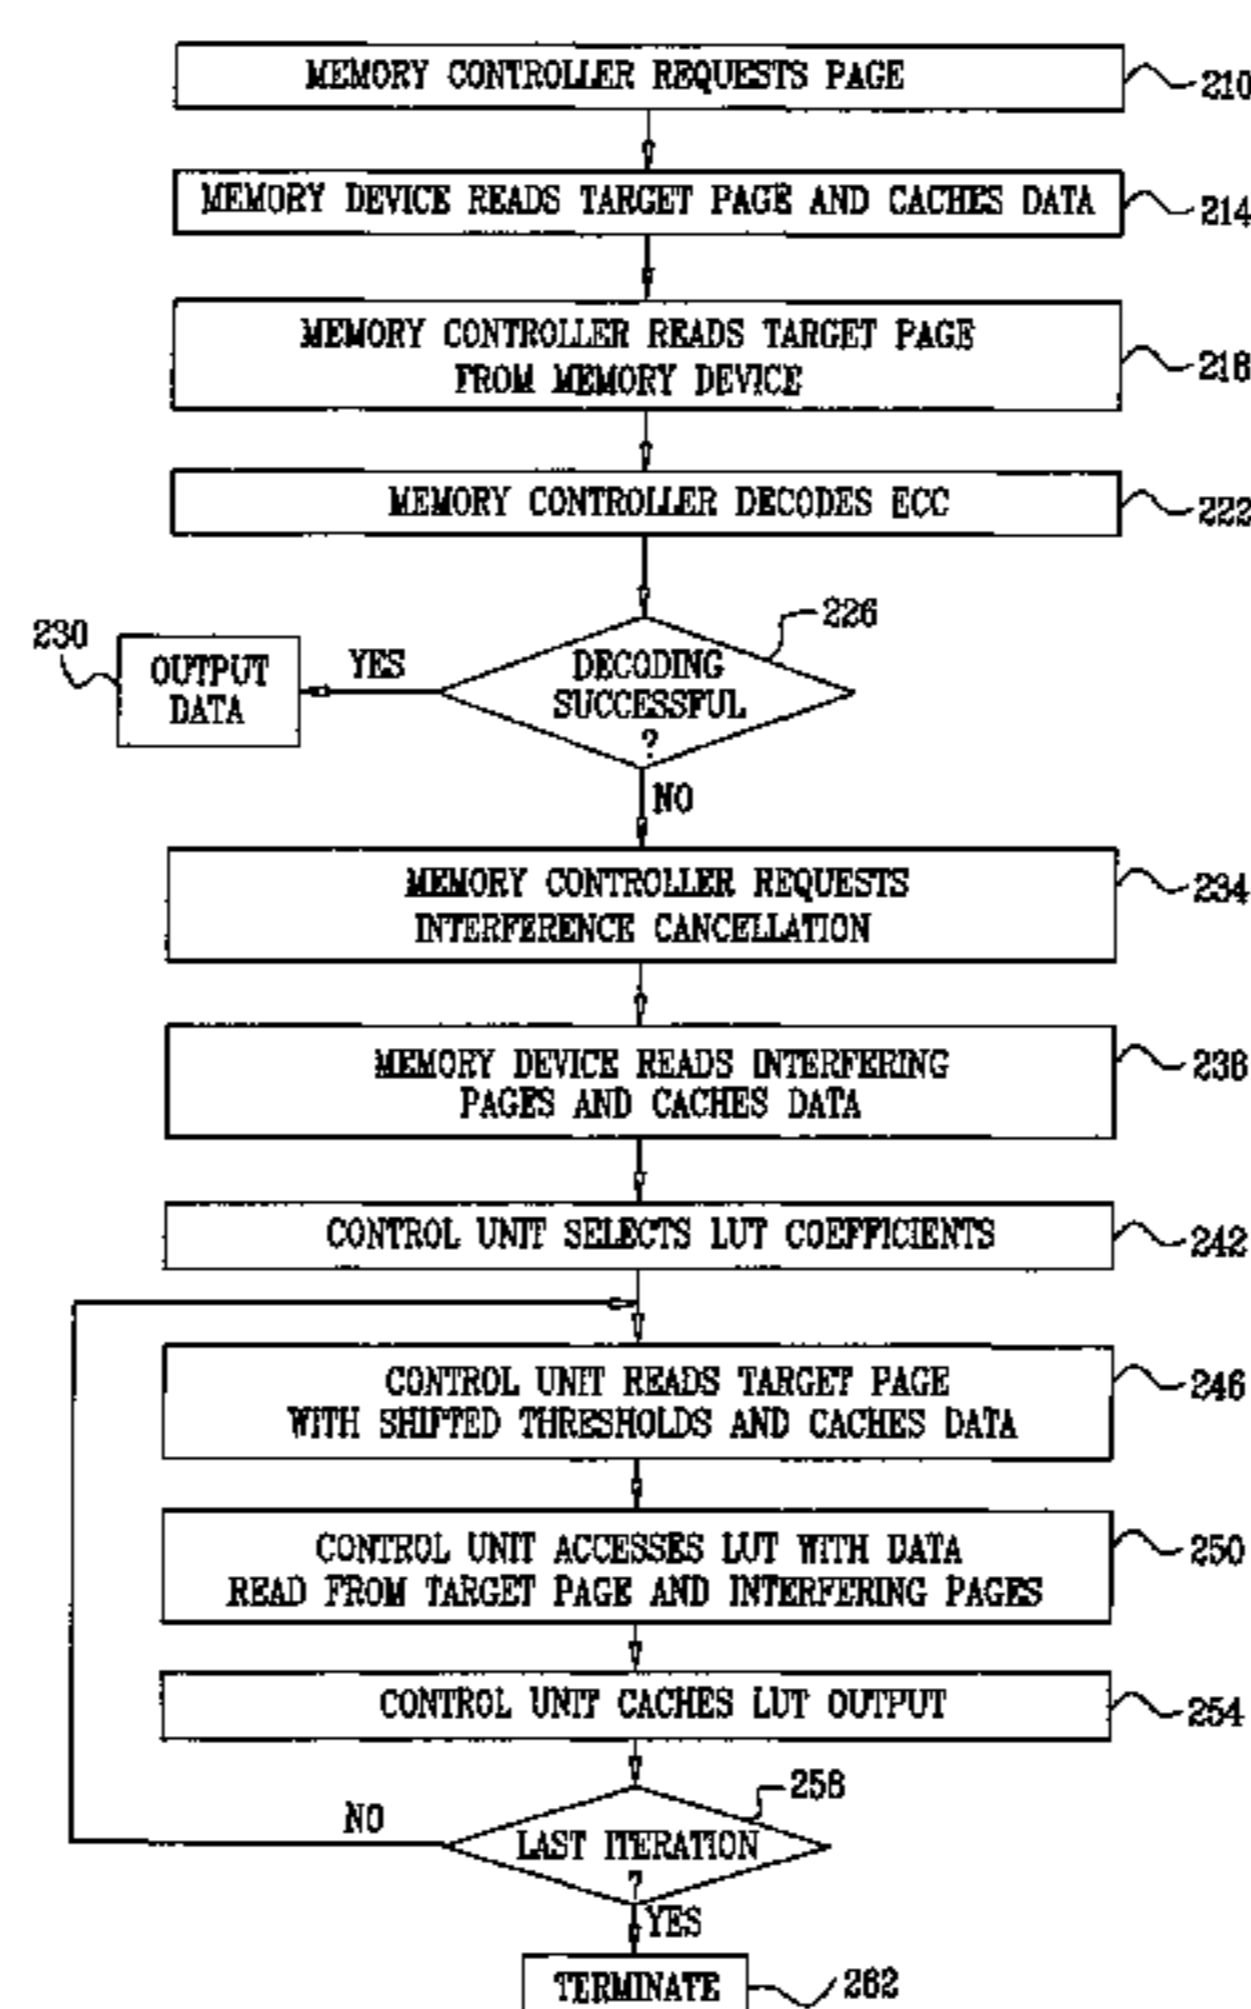 MEMORY CONTROLLER REQUESTS PAGE
210
MEMORY DEVICE READS TARGET PAGE AND CACHES DATA
214
MEMORY CONTROLLER READS TARGET PAGE
FROM MEMORY DEVICE
218
MEMORY CONTROLLER DECODES ECC
222
226
230
YES
OUTPUT
DATA
DECODING
SUCCESSFUL
?
NO
MEMORY CONTROLLER REQUESTS
INTERFERENCE CANCELLATION
234
MEMORY DEVICE READS INTERFERING
PAGES AND CACHES DATA
238
CONTROL UNIT SELECTS LUT COEFFICIENTS
242
CONTROL UNIT READS TARGET PAGE
WITH SHIFTED THRESHOLDS AND CACHES DATA
246
CONTROL UNIT ACCESSES LUT WITH DATA
READ FROM TARGET PAGE AND INTERFERING PAGES
250
CONTROL UNIT CACHES LUT OUTPUT
254
258
NO
LAST ITERATION
?
YES
TERMINATE
262